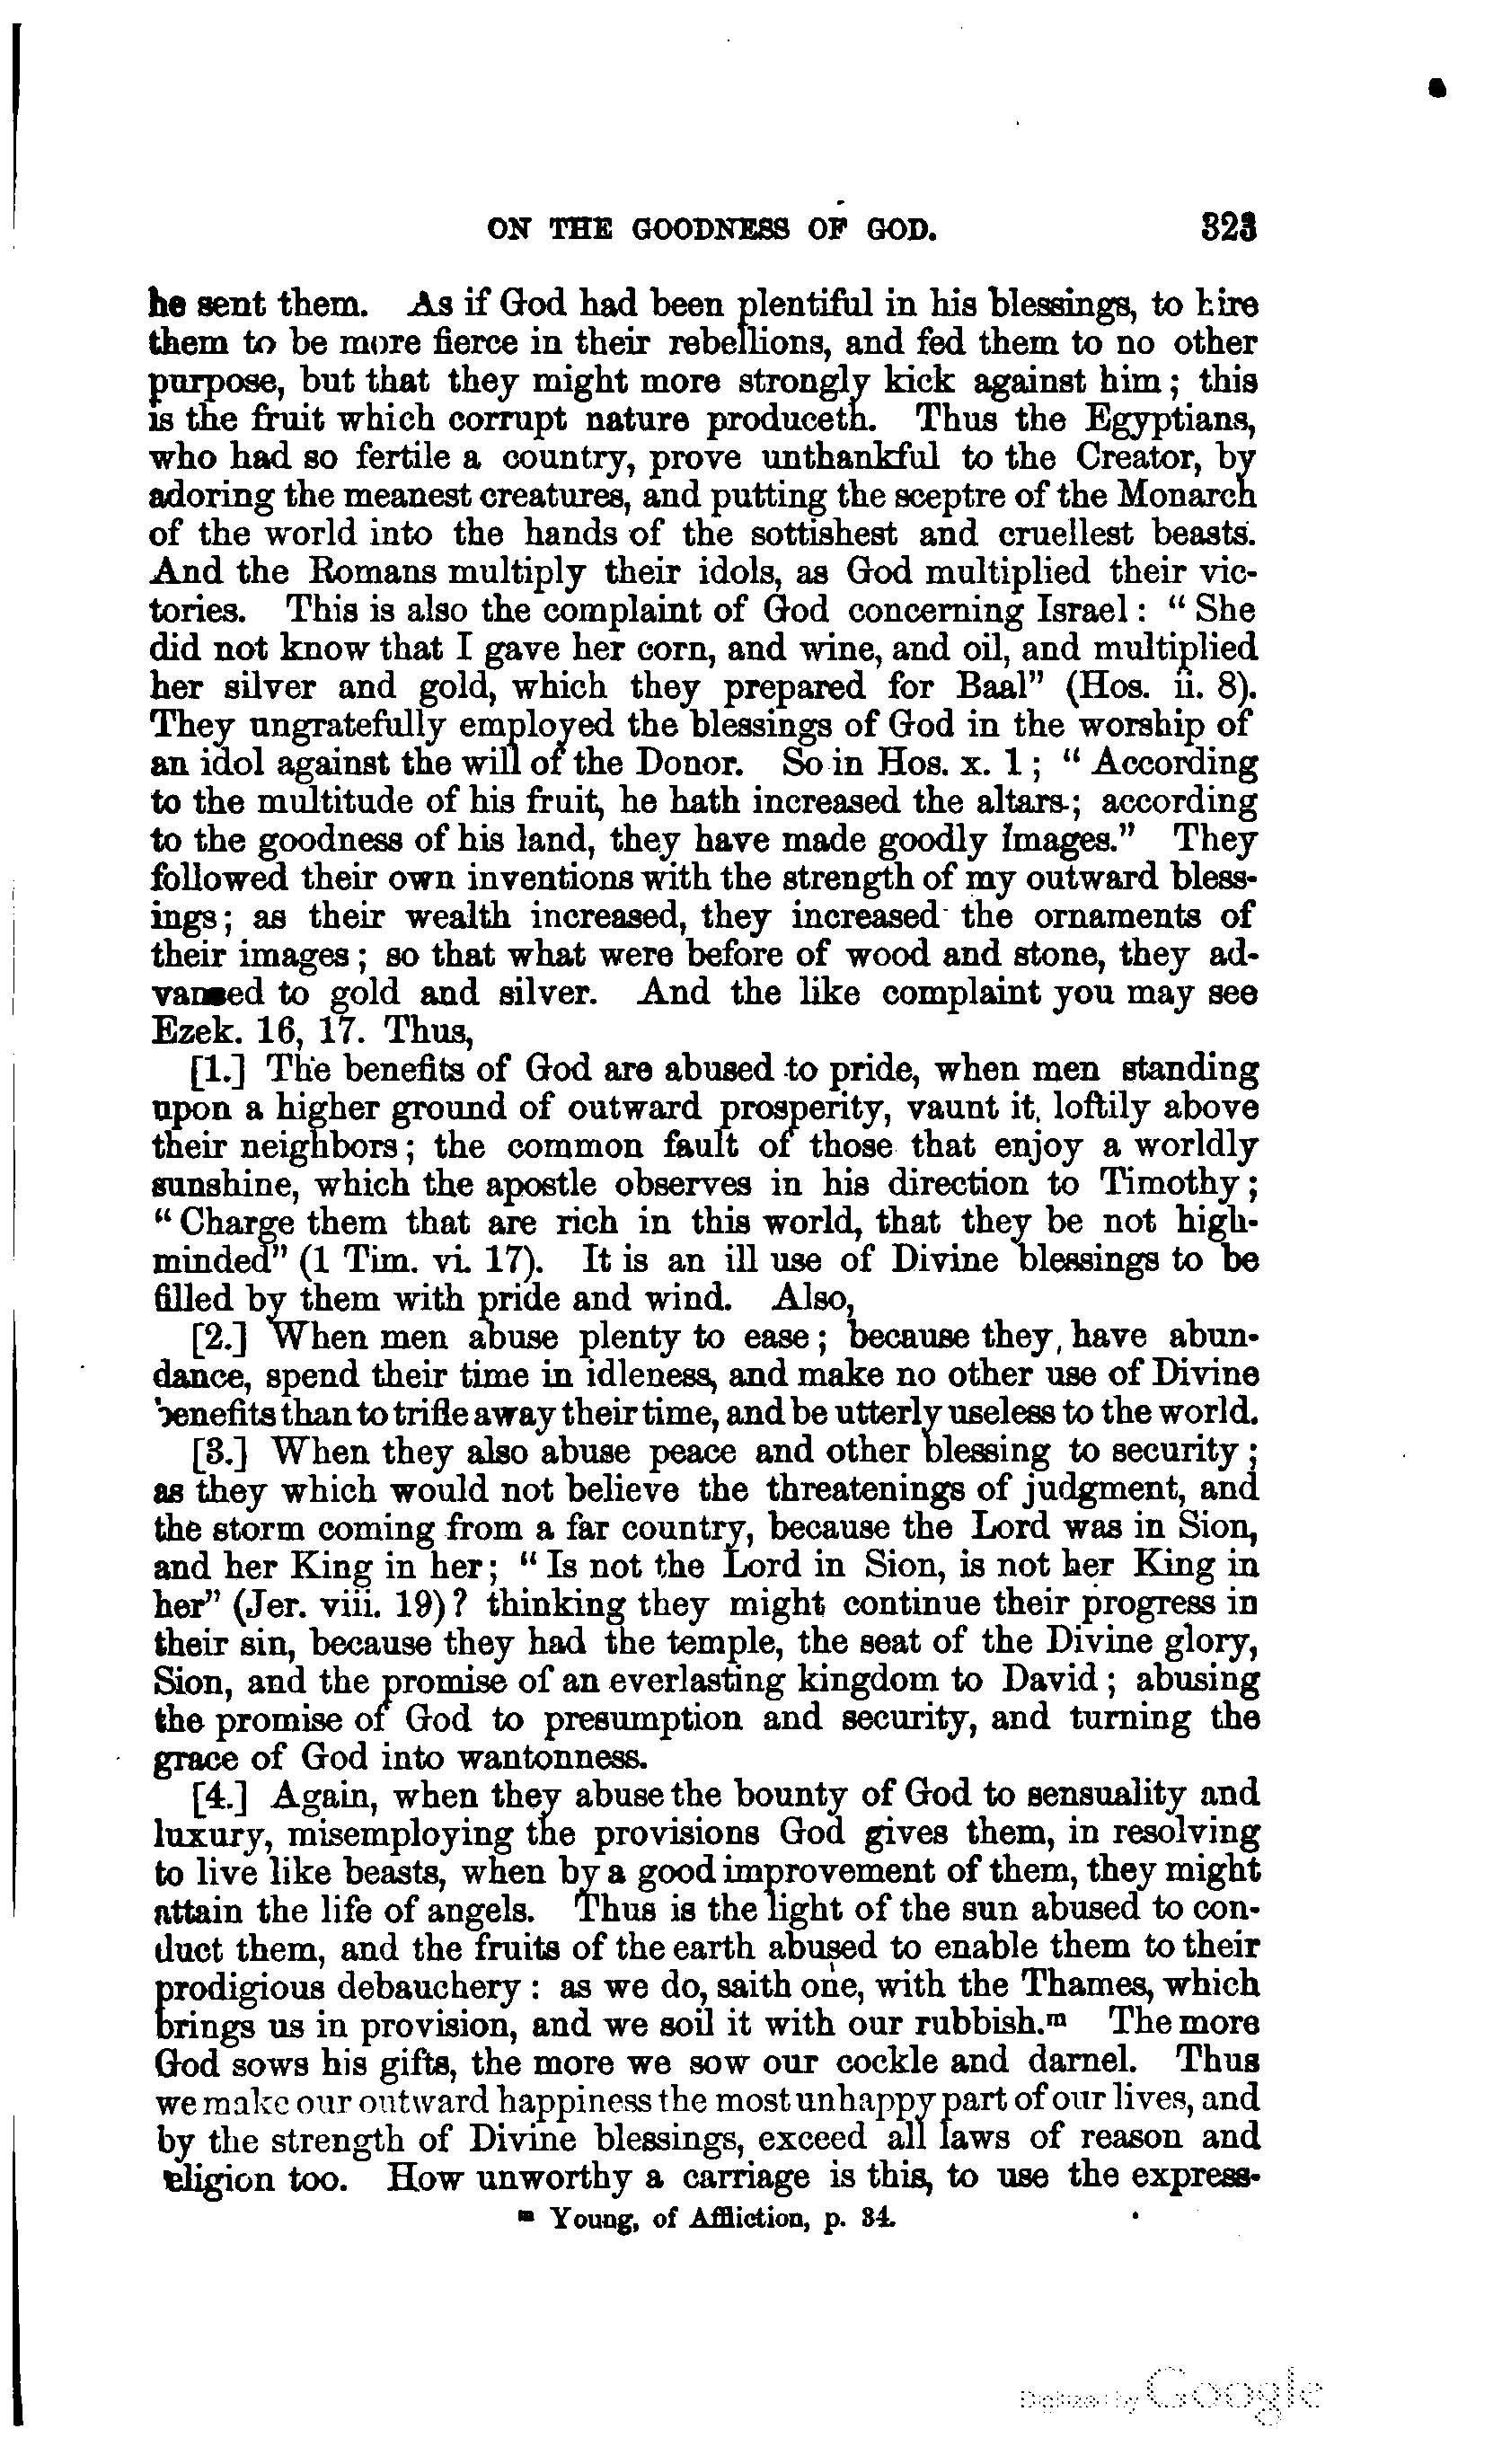 ON THE GOODNESS OF GOD. 323
he sent them. As if God had been plentiful in his blessings, to hire
them to be more fierce in their rebellions, and fed them to no other
purpose, but that they might more strongly kick against him; this
is the fruit which corrupt nature produceth. Thus the Egyptians,
who had so fertile a country, prove unthankful to the Creator, by
adoring the meanest creatures, and putting the sceptre of the Monarch
of the world into the hands of the sottishest and cruellest beasts.
And the Romans multiply their idols, as God multiplied their vic-
tories. This is also the complaint of God concerning Israel: “ She
did not know that I gave her corn, and wine, and oil, and multiplied
her silver and gold, which they prepared for Baal” (Hos. ii. 8).
They ungratefully employed the blessings of God in the worship of
an idol against the will of the Donor. So in Hos. x. 1; “ According
to the multitude of his fruit, he hath increased the altars; according
to the goodness of his land, they have made goodly images.” They
followed their own inventions with the strength of my outward bless-
ings; as their wealth increased, they increased the ornaments of
their images; so that what were before of wood and stone, they ad-
vanced to gold and silver. And the like complaint you may see
Ezek. 16, 17. Thus,
[1.] The benefits of God are abused to pride, when men standing
upon a higher ground of outward prosperity, vaunt it loftily above
their neighbors; the common fault of those that enjoy a worldly
sunshine, which the apostle observes in his direction to Timothy;
“ Charge them that are rich in this world, that they be not high-
minded” (1 Tim. vi. 17). It is an ill use of Divine blessings to be
filled by them with pride and wind. Also,
[2.] When men abuse plenty to ease; because they have abun-
dance, spend their time in idleness, and make no other use of Divine
benefits than to trifle away their time, and be utterly useless to the world.
[3.] When they also abuse peace and other blessing to security;
as they which would not believe the threatenings of judgment, and
the storm coming from a far country, because the Lord was in Sion,
and her King in her; “ Is not the Lord in Sion, is not her King in
her” (Jer. viii. 19)? thinking they might continue their progress in
their sin, because they had the temple, the seat of the Divine glory,
Sion, and the promise of an everlasting kingdom to David; abusing
the promise of God to presumption and security, and turning the
grace of God into wantonness.
[4.] Again, when they abuse the bounty of God to sensuality and
luxury, misemploying the provisions God gives them, in resolving
to live like beasts, when by a good improvement of them, they might
attain the life of angels. Thus is the light of the sun abused to con-
duct them, and the fruits of the earth abused to enable them to their
prodigious debauchery: as we do, saith one, with the Thames, which
brings us in provision, and we soil it with our rubbish.m The more
God sows his gifts, the more we sow our cockle and darnel. Thus
we make our outward happiness the most unhappy part of our lives, and
by the strength of Divine blessings, exceed all laws of reason and
religion too. How unworthy a carriage is this, to use the express-
m Young, of Affliction, p. 34.
Digitized by Google